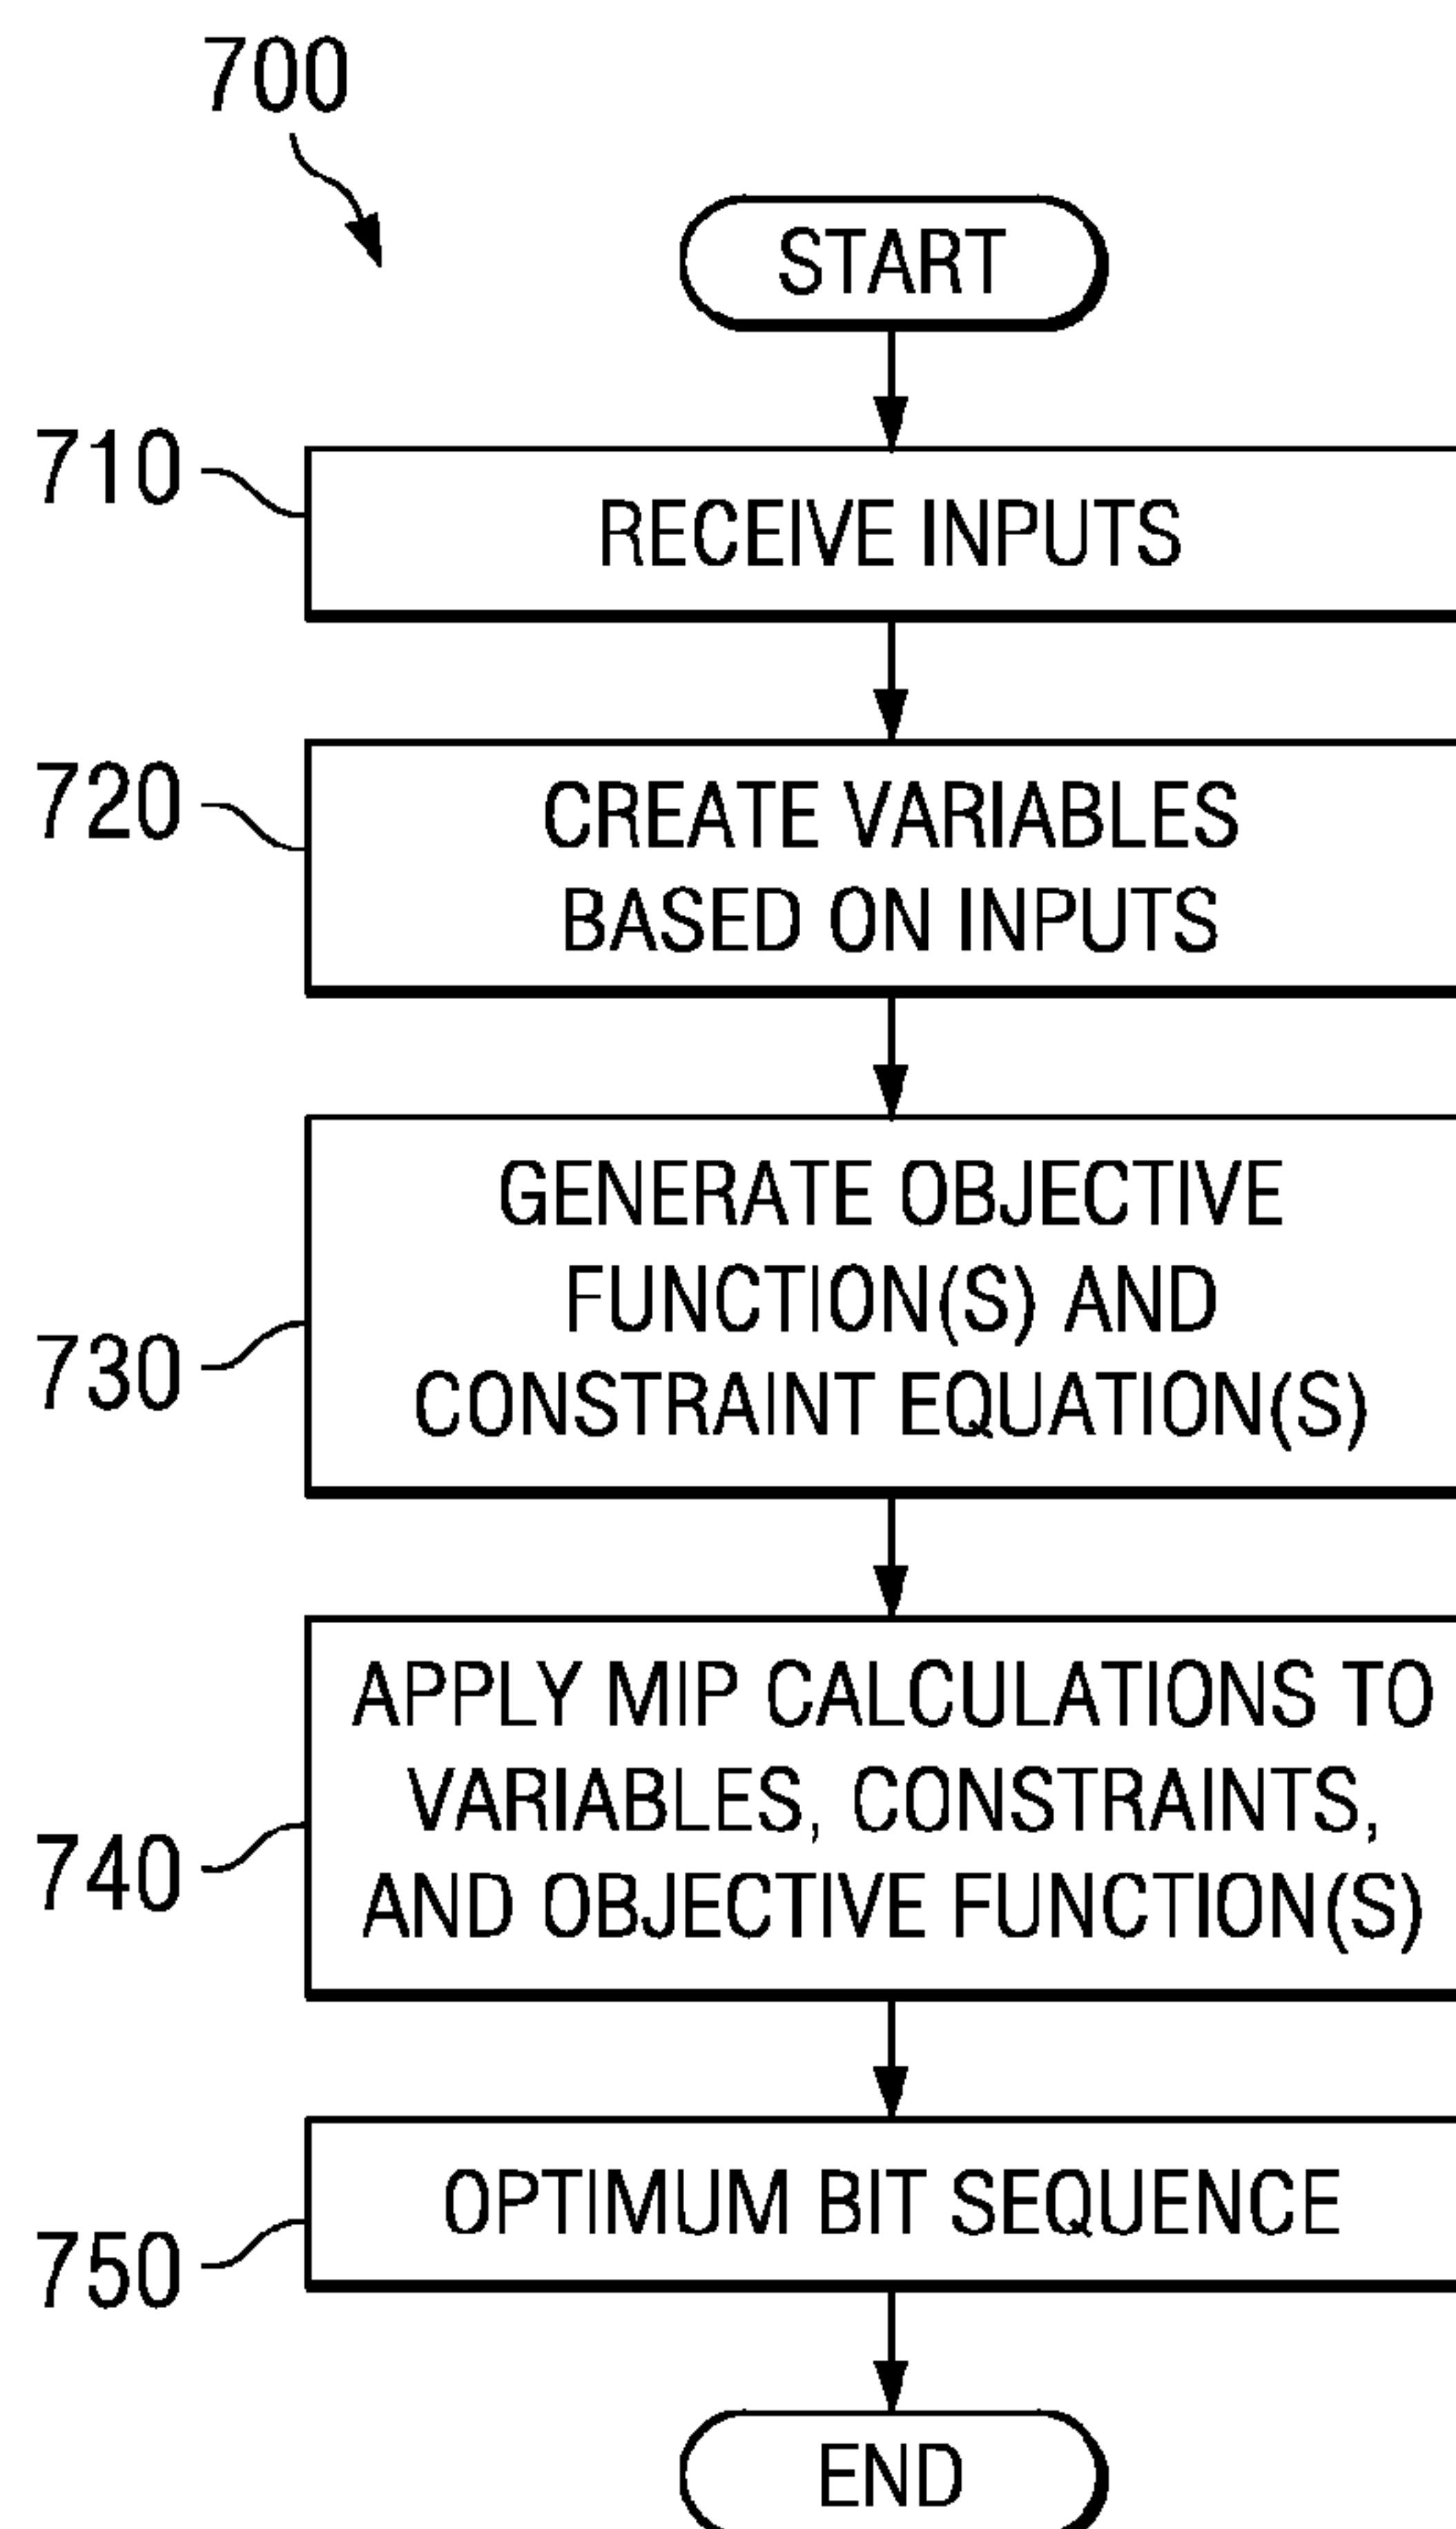 700
START
710
RECEIVE INPUTS
720
CREATE VARIABLES
BASED ON INPUTS
730
GENERATE OBJECTIVE
FUNCTION(S) AND
CONSTRAINT EQUATION(S)
740
APPLY MIP CALCULATIONS TO
VARIABLES, CONSTRAINTS,
AND OBJECTIVE FUNCTION(S)
750
OPTIMUM BIT SEQUENCE
END